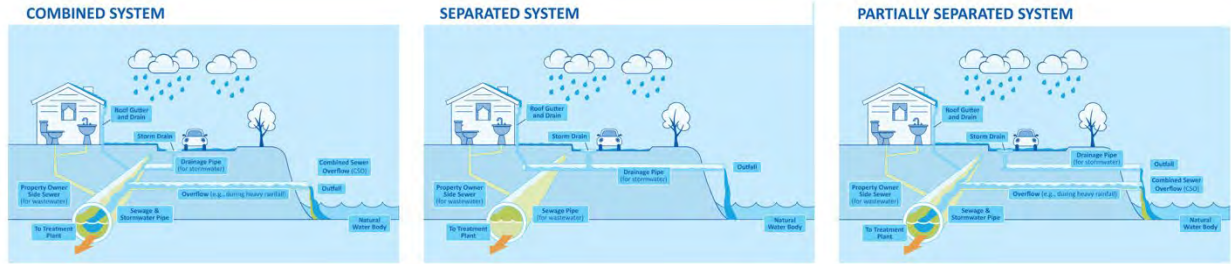 COMBINED SYSTEM
Roof Gutter
and Drain
Storm Drain
Drainage Pipe
(for stormwater)
Combined Sewer
Overflow (CSO)
Outfall
Property Owner
Side Sewer
(for wastewater)
Overflow (e.g., during heavy rainfall)
Sewage &
Stormwater Pipe
To Treatment
Plant
Natural
Water Body
SEPARATED SYSTEM
Roof Gutter
and Drain
Storm Drain
Outfall
Drainage Pipe
(for stormwater)
Property Owner
Side Sewer
(for wastewater)
Sewage Pipe
(for wastewater)
To Treatment
Plant
Natural
Water Body
PARTIALLY SEPARATED SYSTEM
Roof Gutter
and Drain
Storm Drain
Drainage Pipe
(for stormwater)
Outfall
Combined Sewer
Overflow (CSO)
Property Owner
Side Sewer
(for wastewater)
Overflow (e.g., during heavy rainfall)
Sewage &
Stormwater Pipe
To Treatment
Plant
Natural
Water Body